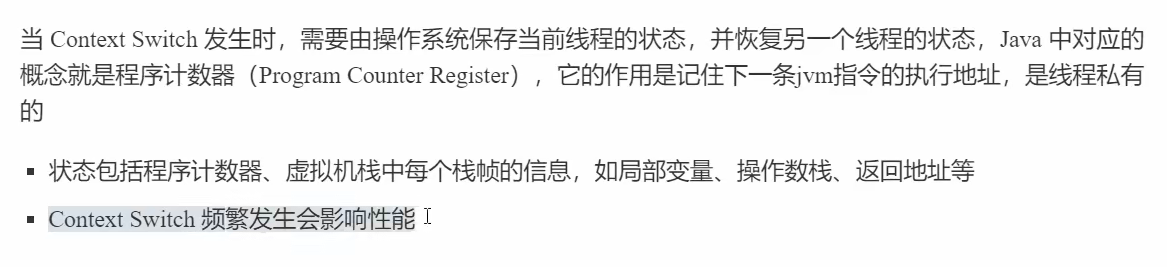 当 Context Switch 发生时，需要由操作系统保存当前线程的状态，并恢复另一个线程的状态，Java 中对应的
概念就是程序计数器（Program Counter Register），它的作用是记住下一条jvm指令的执行地址，是线程私有
的
▪ 状态包括程序计数器、虚拟机栈中每个栈帧的信息，如局部变量、操作数栈、返回地址等
▪ Context Switch 频繁发生会影响性能